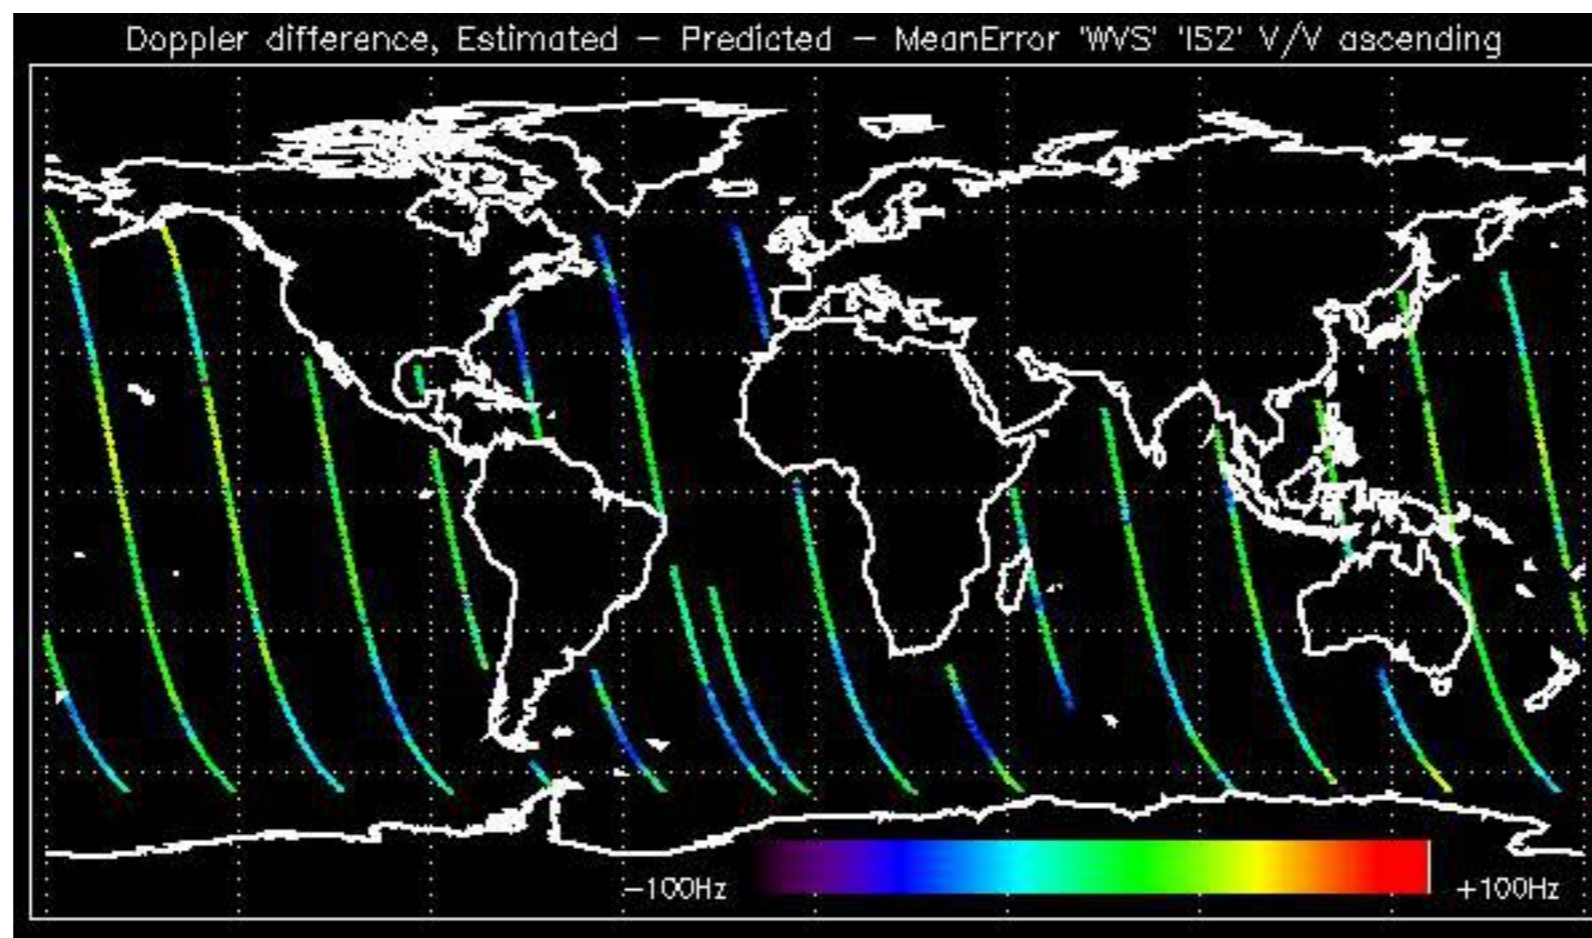 Doppler difference, Estimated – Predicted – MeanError 'WVS' 'IS2' V/V ascending
–100Hz
+100Hz